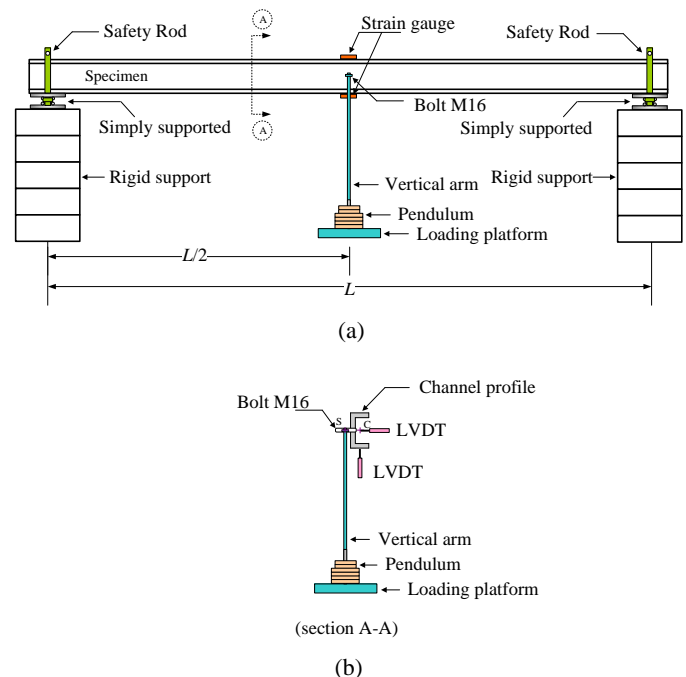 Safety Rod
A
Strain gauge
Safety Rod
Specimen
Bolt M16
Simply supported
A
Simply supported
Rigid support
Vertical arm
Rigid support
Pendulum
Loading platform
L/2
L
(a)
Channel profile
Bolt M16
S
C
LVDT
LVDT
Vertical arm
Pendulum
Loading platform
(section A-A)
(b)